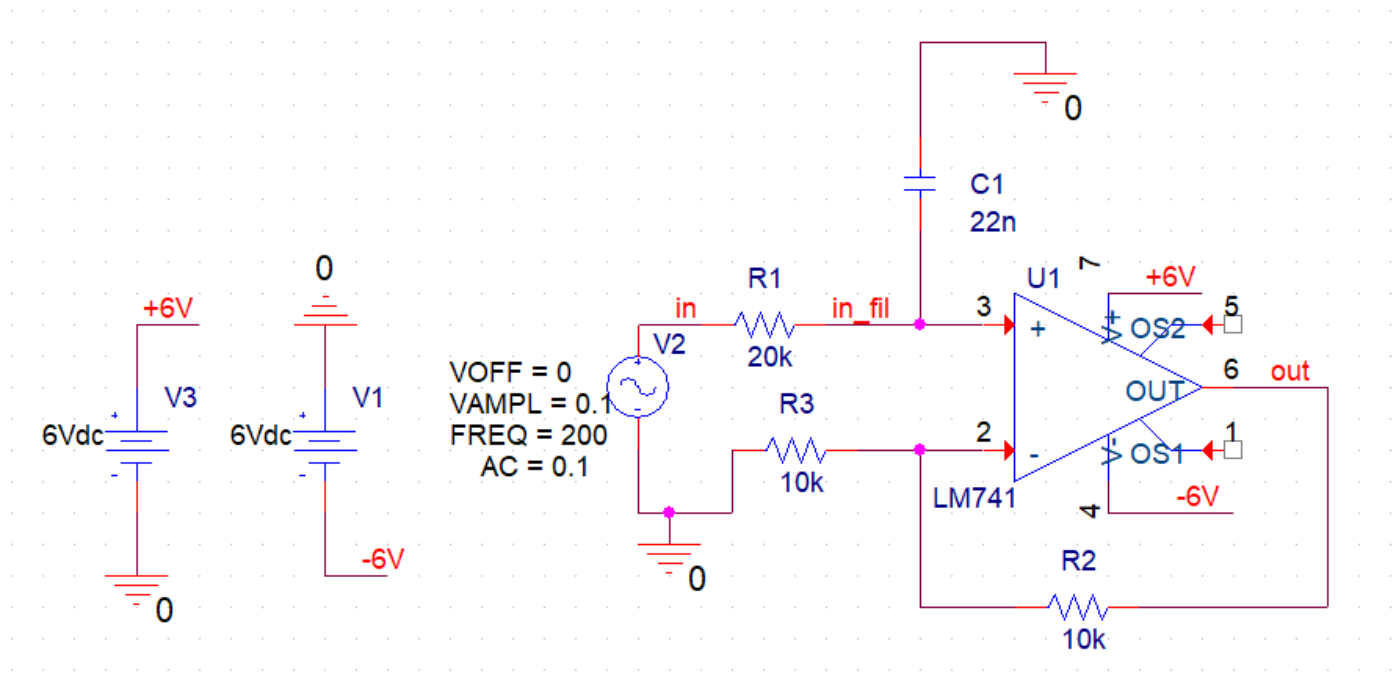 0
C1
22n
0
+6V
V3
6Vdc
0
V1
6Vdc
-6V
in
R1
20k
in_fil
V2
VOFF = 0
VAMPL = 0.1
FREQ = 200
AC = 0.1
R3
10k
0
U1
7
+6V
3
+
V+
OS2
5
OUT
6
out
2
-
V-
OS1
1
LM741
4
-6V
R2
10k
0